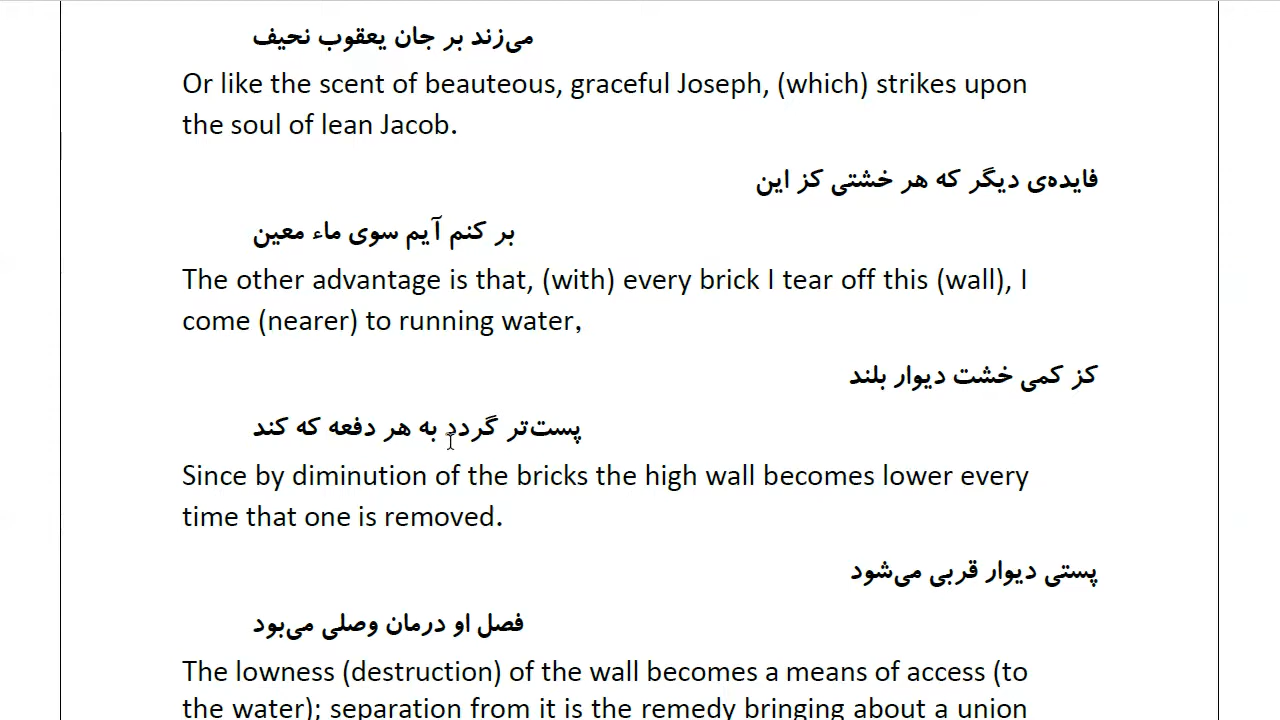 می‌زند بر جان یعقوب نحیف
Or like the scent of beauteous, graceful Joseph, (which) strikes upon
the soul of lean Jacob.
فایده‌ی دیگر که هر خشتی کز این
بر کنم آیم سوی ماء معین
The other advantage is that, (with) every brick I tear off this (wall), I
come (nearer) to running water,
کز کمی خشت دیوار بلند
پست‌تر گردد به هر دفعه که کند
Since by diminution of the bricks the high wall becomes lower every
time that one is removed.
پستی دیوار قربی می‌شود
فصل او درمان وصلی می‌بود
The lowness (destruction) of the wall becomes a means of access (to
the water); separation from it is the remedy bringing about a union